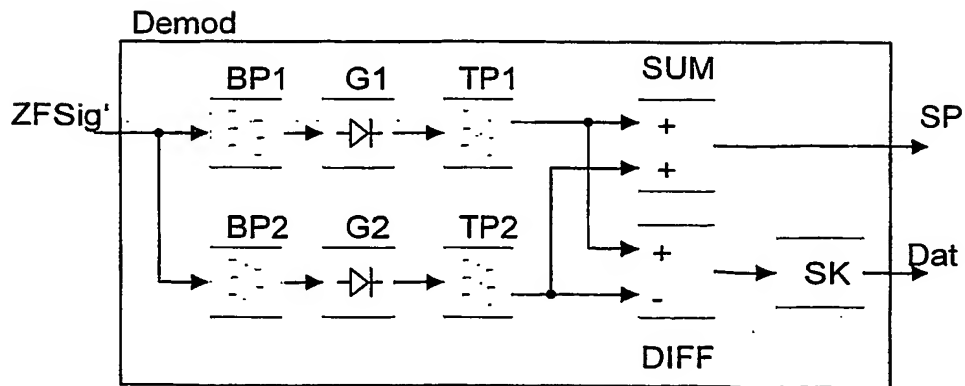 Demod
BP1 G1 TP1 SUM
ZFSig'
+
SP
+
BP2 G2 TP2
+
Dat
SK
-
DIFF